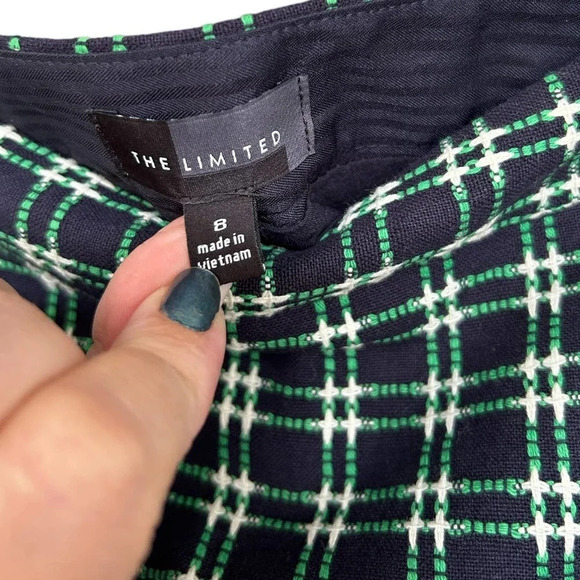 THE LIMITED
8
made in
Vietnam